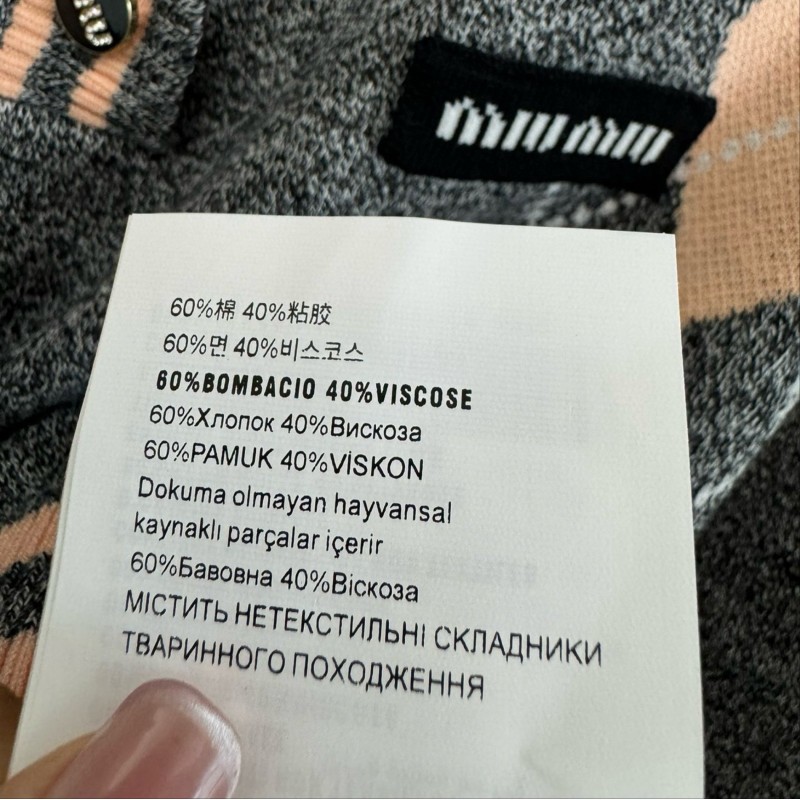 miu miu
60%棉 40%粘胶
60%면 40%비스코스
60%BOMBACIO 40%VISCOSE
60%Хлопок 40%Вискоза
60%PAMUK 40%VİSKON
Dokuma olmayan hayvansal
kaynaklı parçalar içerir
60%Бавовна 40%Віскоза
МІСТИТЬ НЕТЕКСТИЛЬНІ СКЛАДНИКИ
ТВАРИННОГО ПОХОДЖЕННЯ